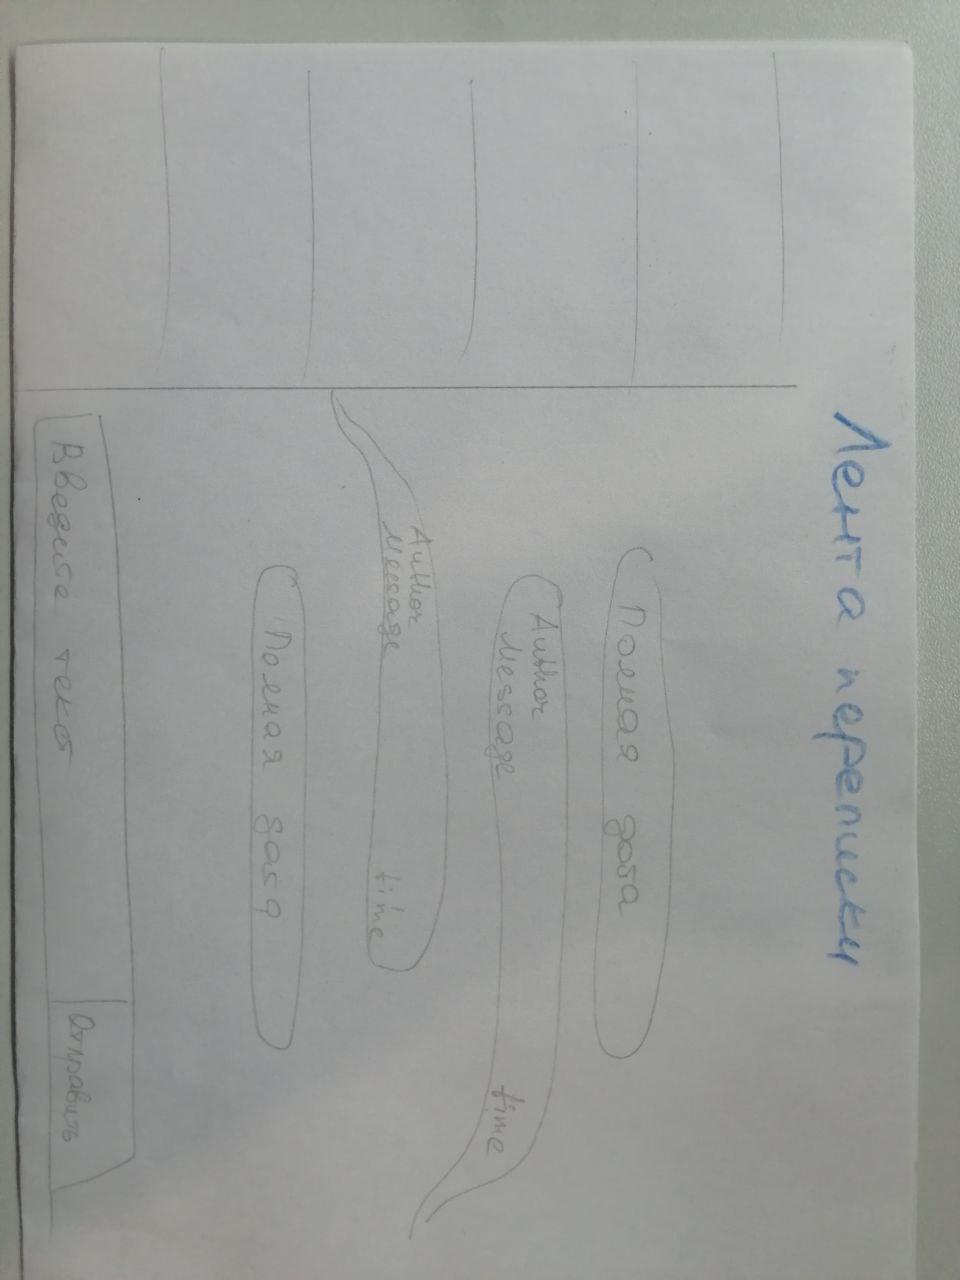 Лента переписки
Полная дата
Author
Message
time
Author
Message
time
Полная дата
Введите текст
Отправить